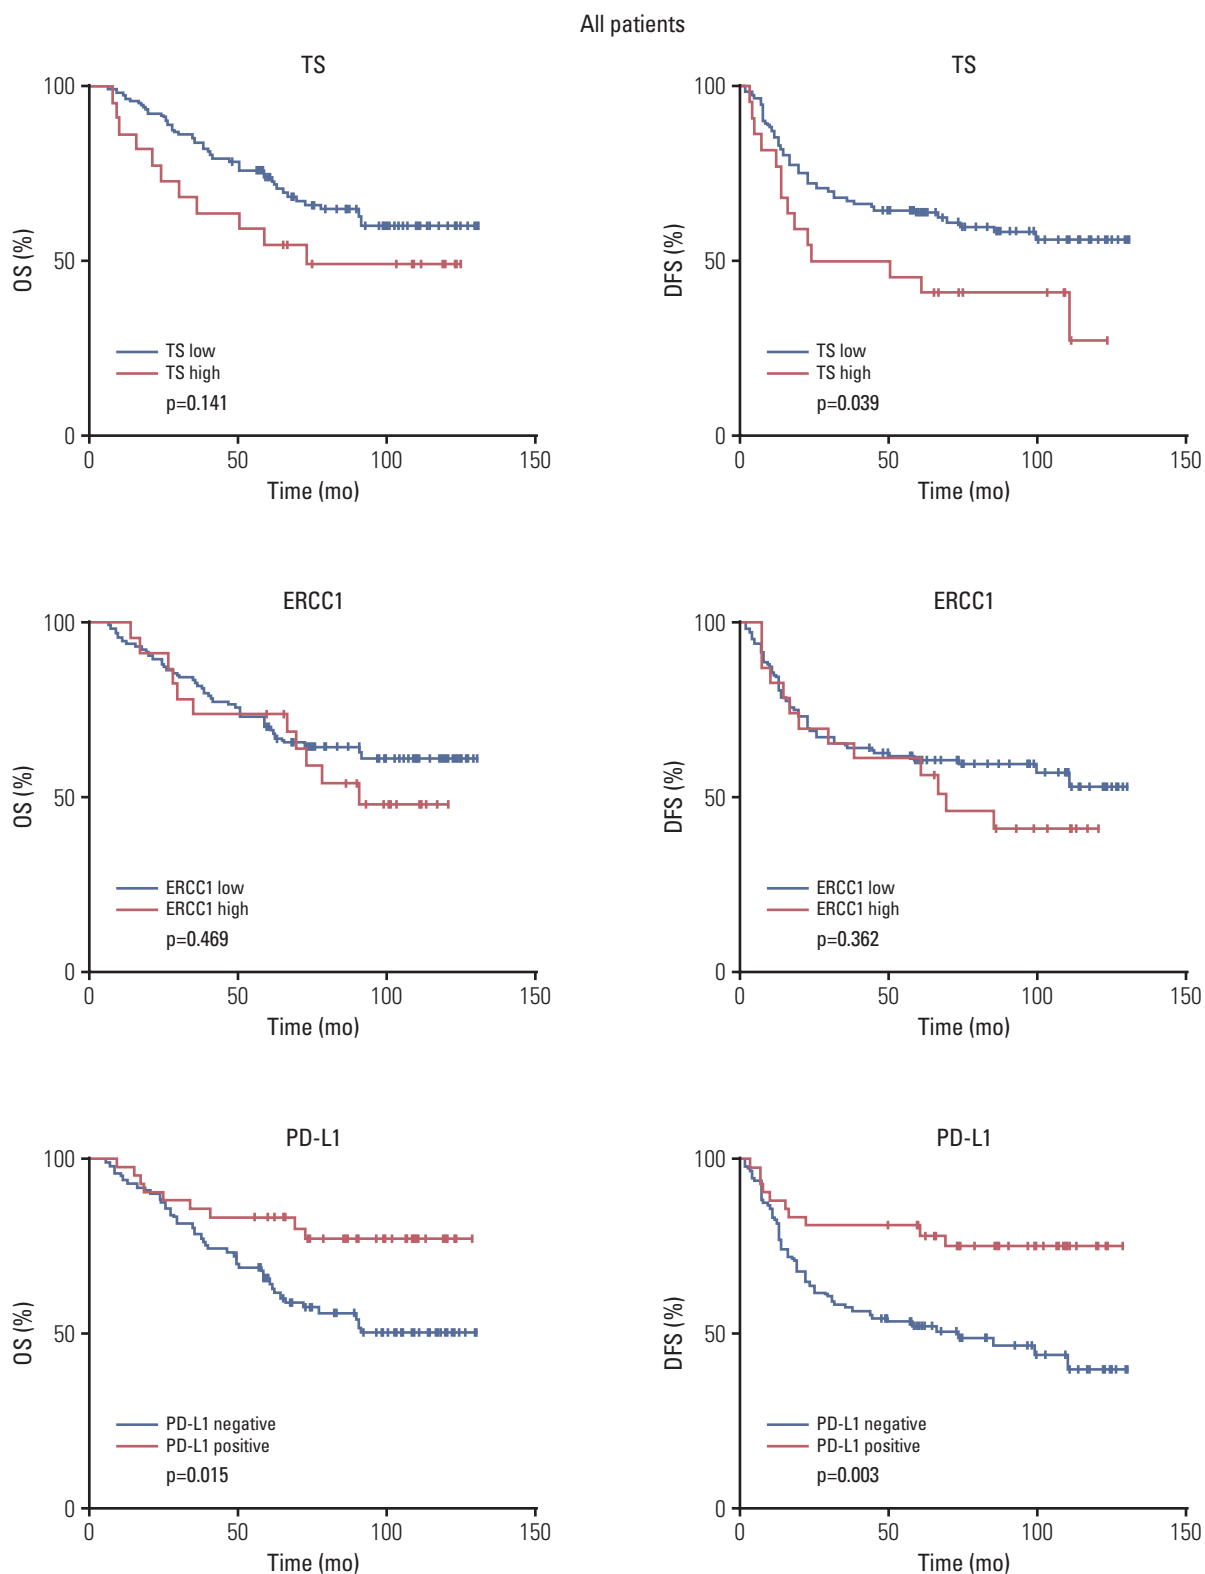 All patients
TS
100
50
0
OS (%)
TS low
TS high
p=0.141
0 50 100 150
Time (mo)
TS
100
50
0
DFS (%)
TS low
TS high
p=0.039
0 50 100 150
Time (mo)
ERCC1
100
50
0
OS (%)
ERCC1 low
ERCC1 high
p=0.469
0 50 100 150
Time (mo)
ERCC1
100
50
0
DFS (%)
ERCC1 low
ERCC1 high
p=0.362
0 50 100 150
Time (mo)
PD-L1
100
50
0
OS (%)
PD-L1 negative
PD-L1 positive
p=0.015
0 50 100 150
Time (mo)
PD-L1
100
50
0
DFS (%)
PD-L1 negative
PD-L1 positive
p=0.003
0 50 100 150
Time (mo)